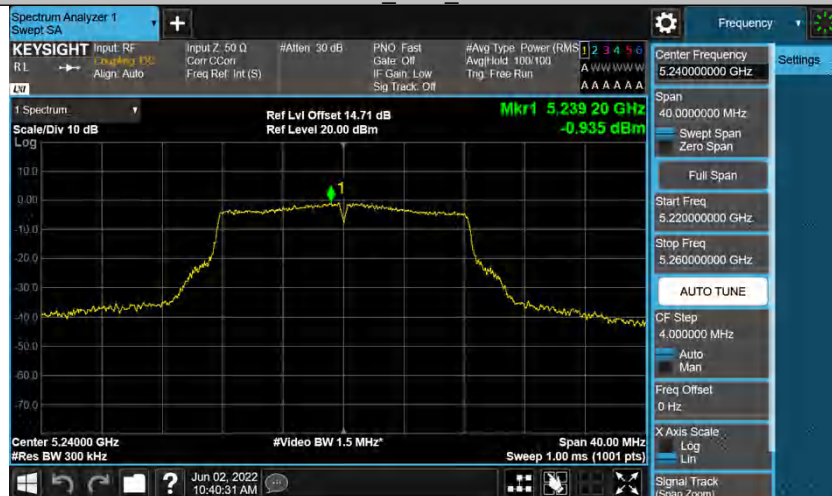 Spectrum Analyzer 1
Swept SA
Frequency
KEYSIGHT
RL
LXI
Input: RF
Coupling: DC
Align: Auto
Input Z: 50 Ω
Corr CCorr
Freq Ref: Int (S)
#Atten: 30 dB
PNO: Fast
Gate: Off
IF Gain: Low
Sig Track: Off
#Avg Type: Power (RMS
Avg|Hold: 100/100
Trig: Free Run
1 2 3 4 5 6
A W W W W W
A A A A A A
1 Spectrum
Scale/Div 10 dB
Log
Ref Lvl Offset 14.71 dB
Ref Level 20.00 dBm
Mkr1 5.239 20 GHz
-0.935 dBm
1
10.0
0.00
-10.0
-20.0
-30.0
-40.0
-50.0
-60.0
-70.0
Center 5.24000 GHz
#Res BW 300 kHz
#Video BW 1.5 MHz*
Span 40.00 MHz
Sweep 1.00 ms (1001 pts)
Center Frequency
5.240000000 GHz
Settings
Span
40.0000000 MHz
Swept Span
Zero Span
Full Span
Start Freq
5.220000000 GHz
Stop Freq
5.260000000 GHz
AUTO TUNE
CF Step
4.000000 MHz
Auto
Man
Freq Offset
0 Hz
X Axis Scale
Log
Lin
Signal Track
(Span Zoom)
?
Jun 02, 2022
10:40:31 AM